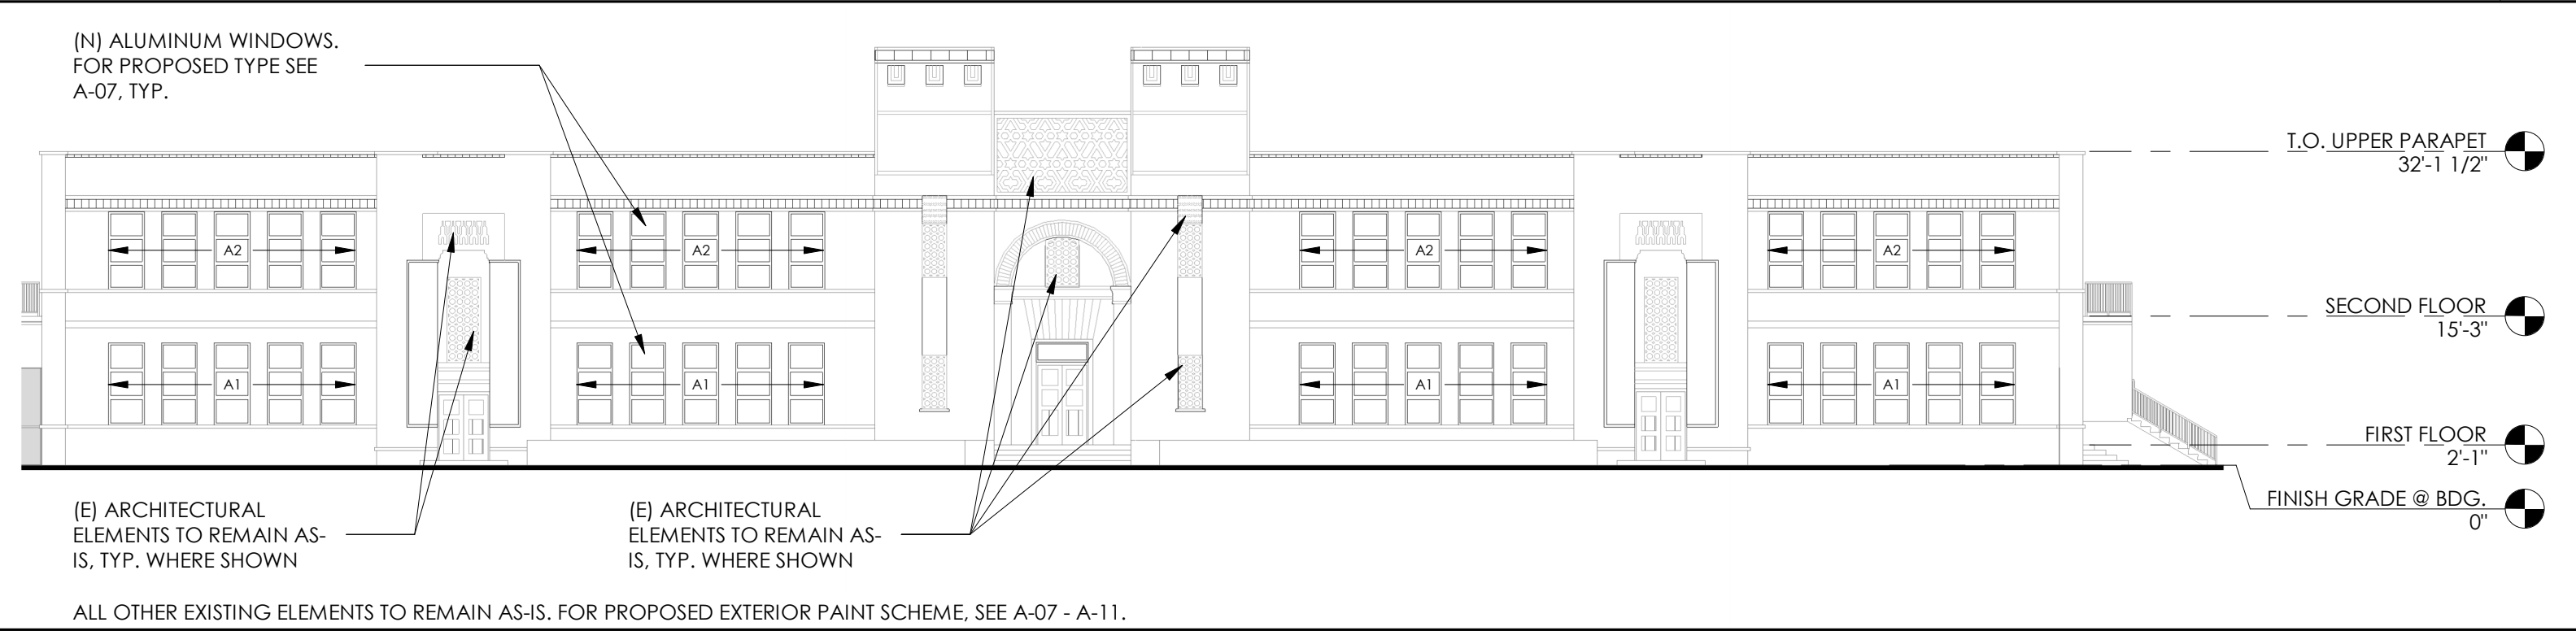 (N) ALUMINUM WINDOWS.
FOR PROPOSED TYPE SEE
A-07, TYP.
T.O. UPPER PARAPET
32'-1 1/2"
A2
A2
A2
A2
SECOND FLOOR
15'-3"
A1
A1
A1
A1
FIRST FLOOR
2'-1"
FINISH GRADE @ BDG.
0"
(E) ARCHITECTURAL
ELEMENTS TO REMAIN AS-
IS, TYP. WHERE SHOWN
(E) ARCHITECTURAL
ELEMENTS TO REMAIN AS-
IS, TYP. WHERE SHOWN
ALL OTHER EXISTING ELEMENTS TO REMAIN AS-IS. FOR PROPOSED EXTERIOR PAINT SCHEME, SEE A-07 - A-11.